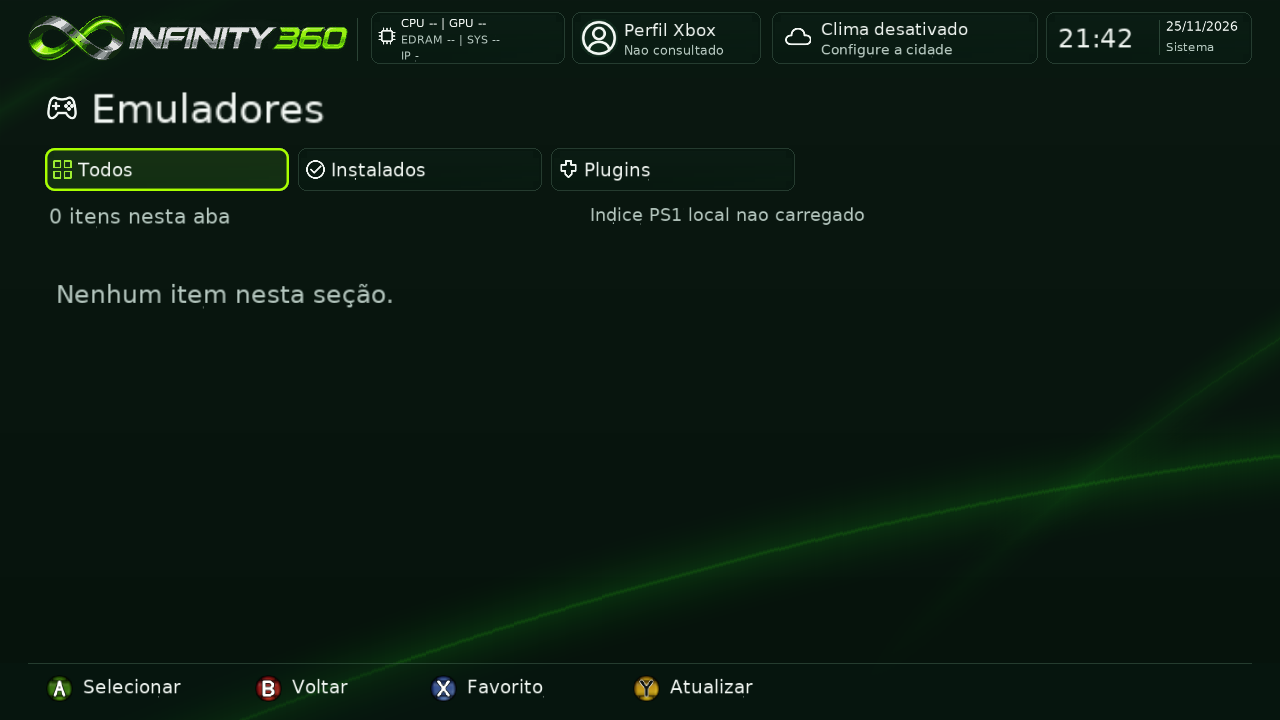 INFINITY 360
CPU -- | GPU --
EDRAM -- | SYS --
IP -
Perfil Xbox
Nao consultado
Clima desativado
Configure a cidade
21:42
25/11/2026
Sistema
Emuladores
Todos
Instalados
Plugins
0 itens nesta aba
Indice PS1 local nao carregado
Nenhum item nesta seção.
A Selecionar
B Voltar
X Favorito
Y Atualizar